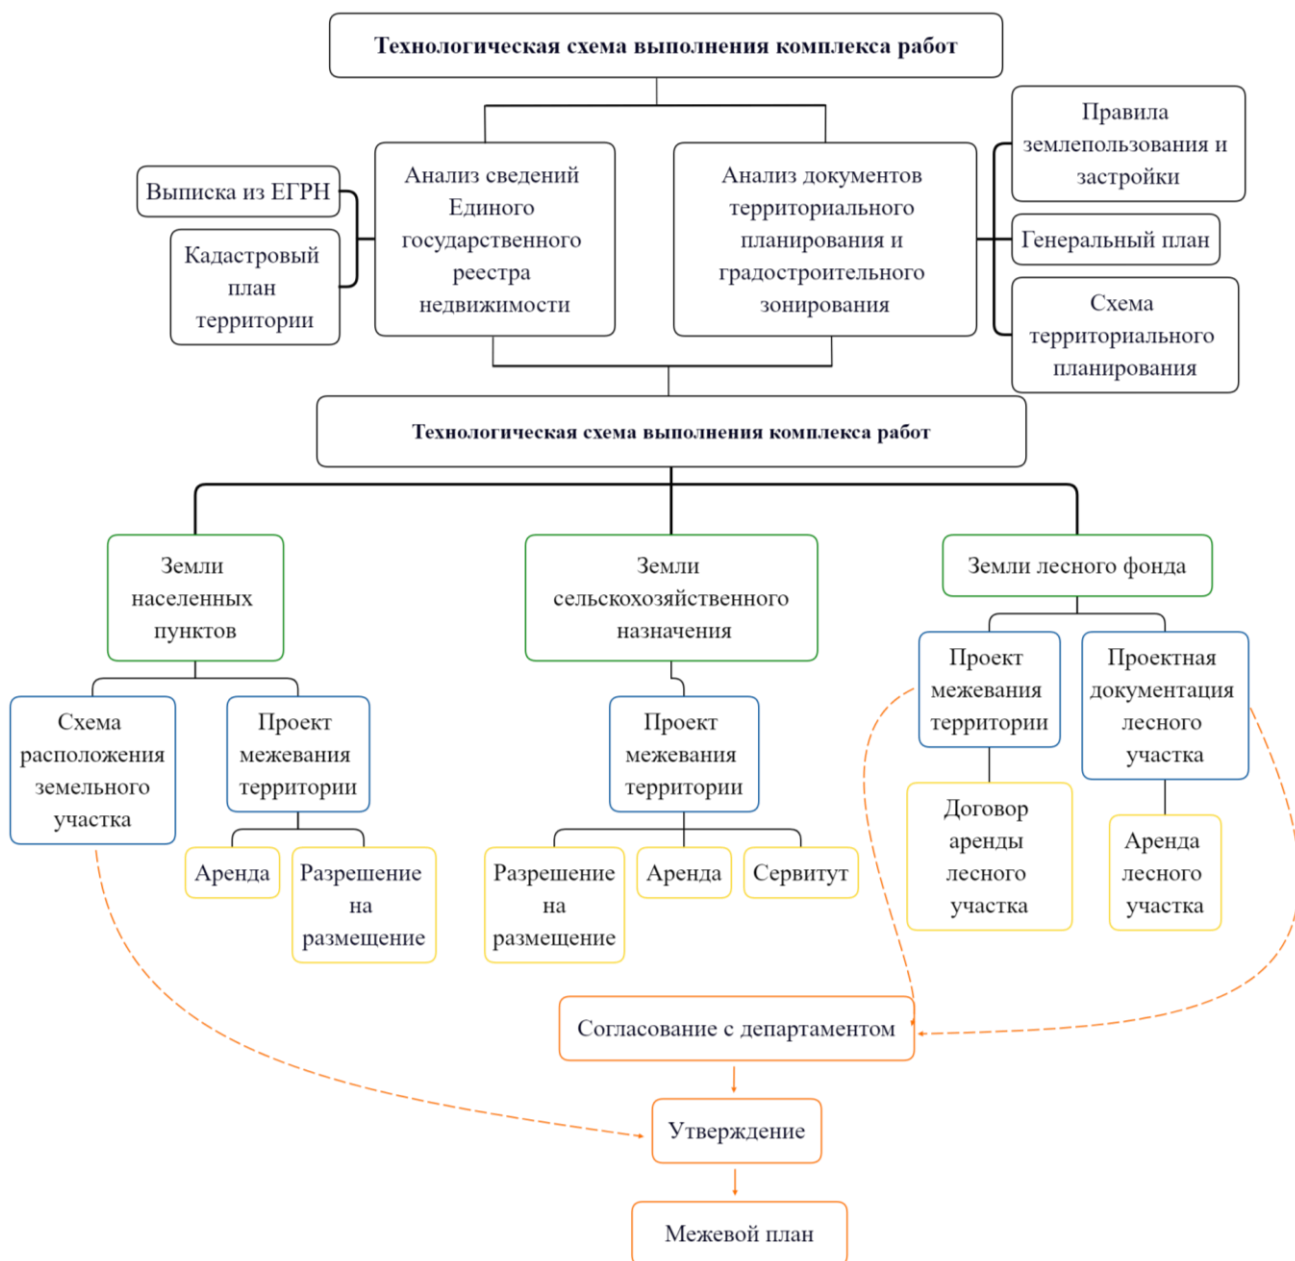 Технологическая схема выполнения комплекса работ
Выписка из ЕГРН
Кадастровый
план
территории
Анализ сведений
Единого
государственного
реестра
недвижимости
Анализ документов
территориального
планирования и
градостроительного
зонирования
Правила
землепользования и
застройки
Генеральный план
Схема
территориального
планирования
Технологическая схема выполнения комплекса работ
Земли
населенных
пунктов
Земли
сельскохозяйственного
назначения
Земли лесного фонда
Схема
расположения
земельного
участка
Проект
межевания
территории
Проект
межевания
территории
Проект
межевания
территории
Проектная
документация
лесного
участка
Аренда
Разрешение
на
размещение
Разрешение
на
размещение
Аренда
Сервитут
Договор
аренды
лесного
участка
Аренда
лесного
участка
Согласование с департаментом
Утверждение
Межевой план